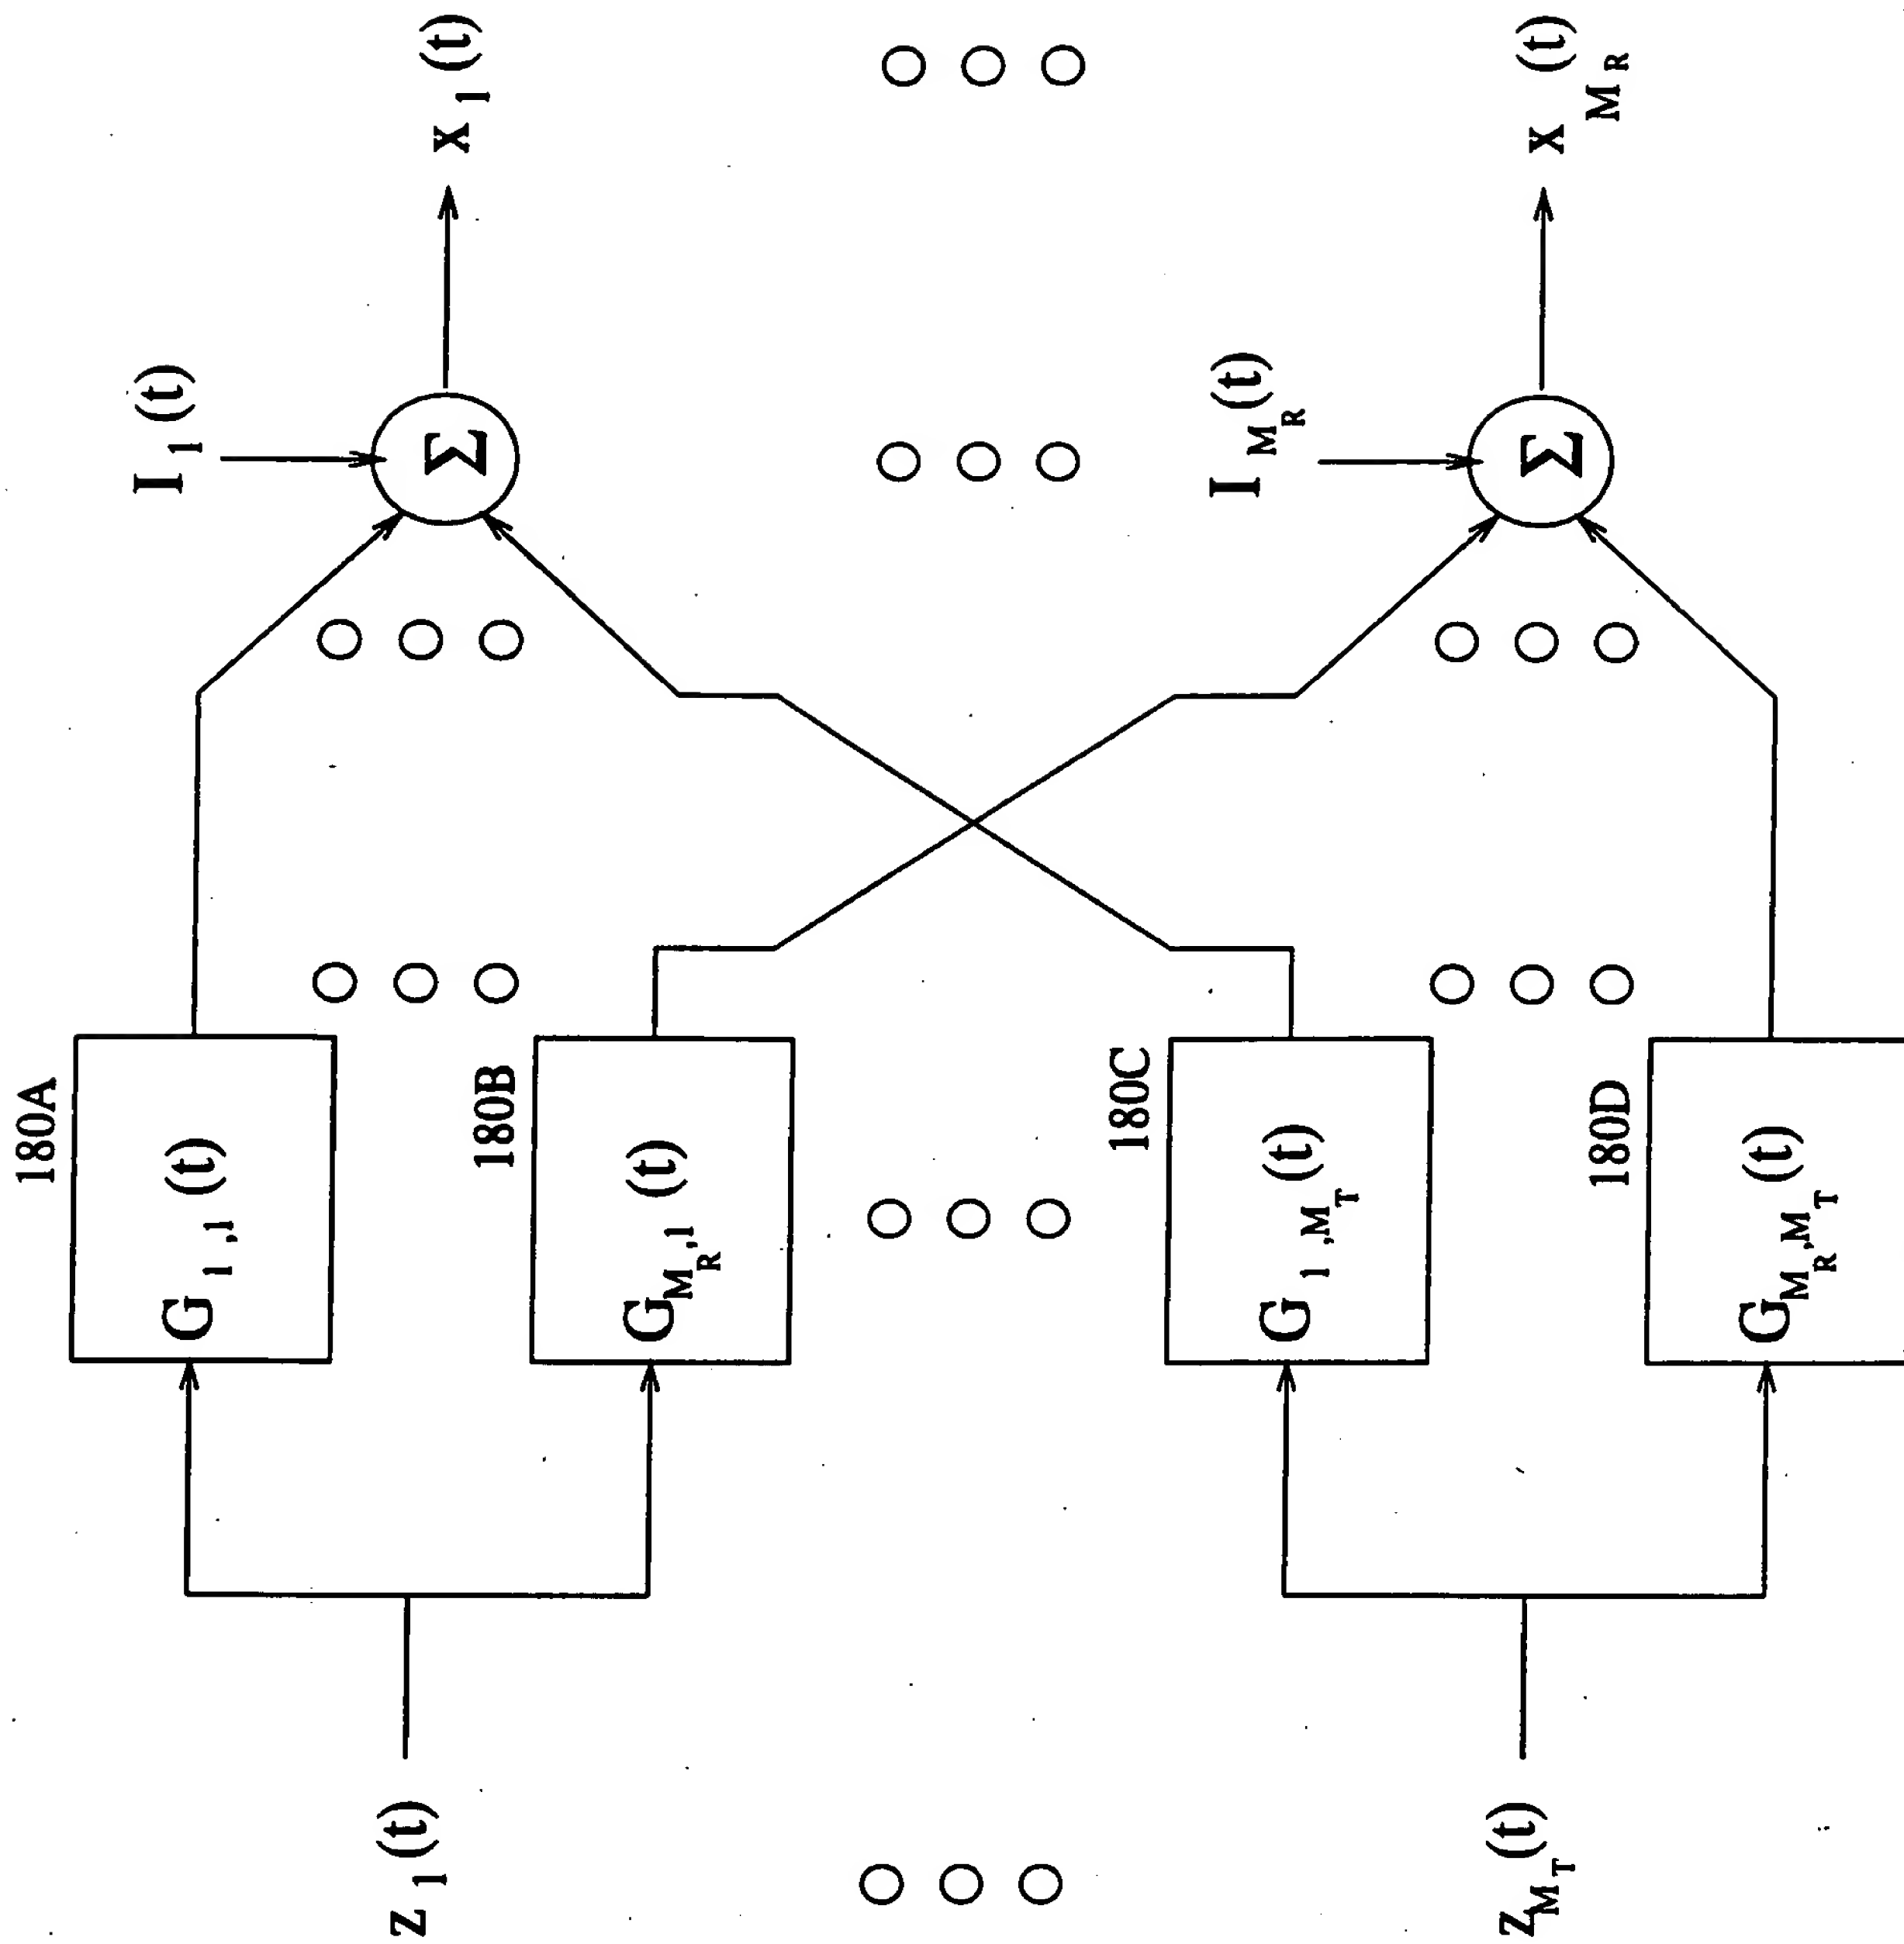 z1(t)
zMT(t)
180A
G1,1(t)
180B
GMR,1(t)
180C
G1,MT(t)
180D
GMR,MT(t)
I1(t)
Σ
IMR(t)
Σ
x1(t)
xMR(t)